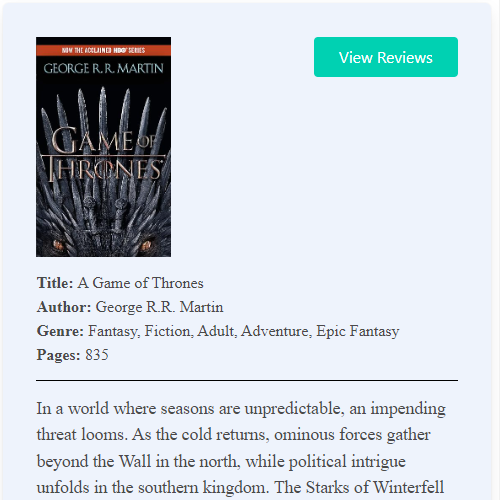 NOW THE ACCLAIMED HBO® SERIES
GEORGE R. R. MARTIN
GAME OF
THRONES
View Reviews
Title: A Game of Thrones
Author: George R.R. Martin
Genre: Fantasy, Fiction, Adult, Adventure, Epic Fantasy
Pages: 835
In a world where seasons are unpredictable, an impending
threat looms. As the cold returns, ominous forces gather
beyond the Wall in the north, while political intrigue
unfolds in the southern kingdom. The Starks of Winterfell